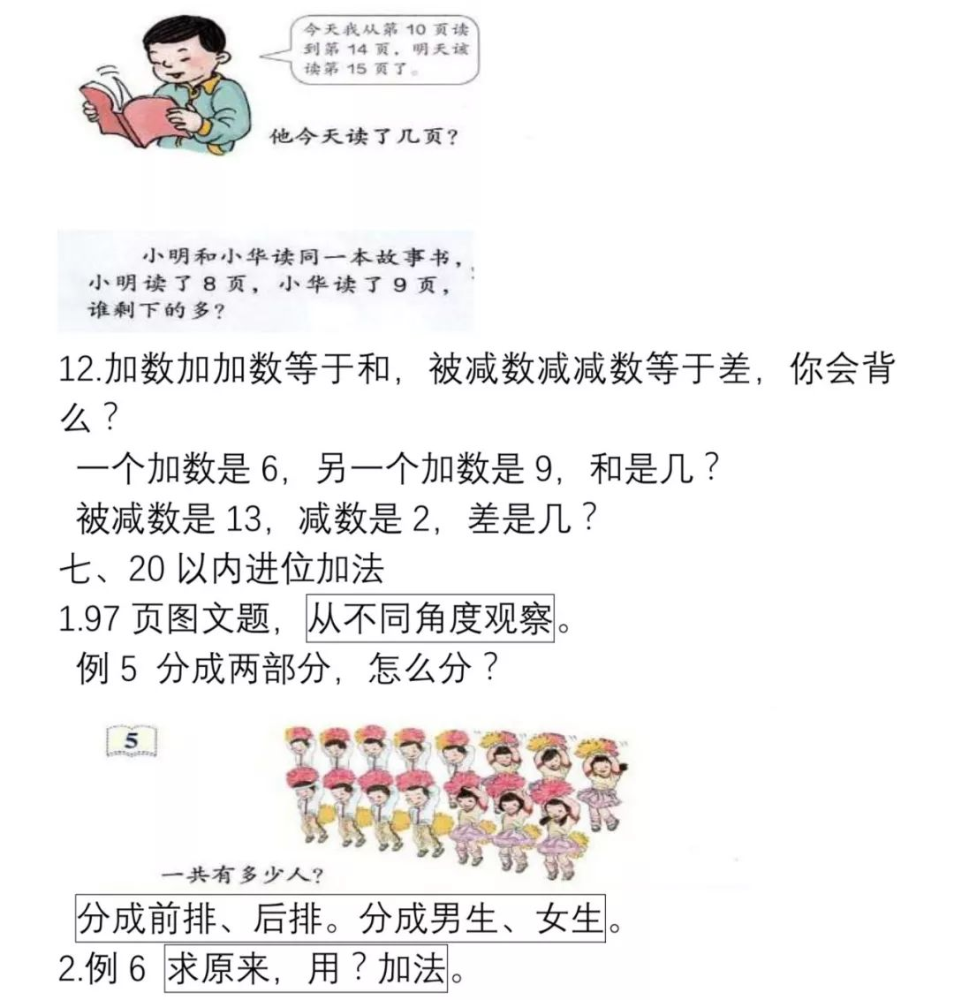 今天我从第 10 页读
到第 14 页，明天该
读第 15 页了。
他今天读了几页？
小明和小华读同一本故事书，
小明读了 8 页，小华读了 9 页，
谁剩下的多？
12.加数加加数等于和，被减数减减数等于差，你会背
么？
一个加数是 6，另一个加数是 9，和是几？
被减数是 13，减数是 2，差是几？
七、20 以内进位加法
1.97 页图文题，从不同角度观察。
例 5 分成两部分，怎么分？
5
一共有多少人？
分成前排、后排。分成男生、女生。
2.例 6 求原来，用？加法。